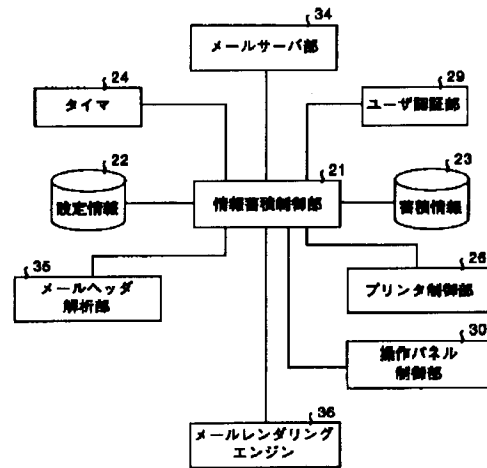 34
メールサーバ部
24
タイマ
29
ユーザ認証部
22
設定情報
21
情報蓄積制御部
23
蓄積情報
35
メールヘッダ
解析部
26
プリンタ制御部
30
操作パネル
制御部
36
メールレンダリング
エンジン